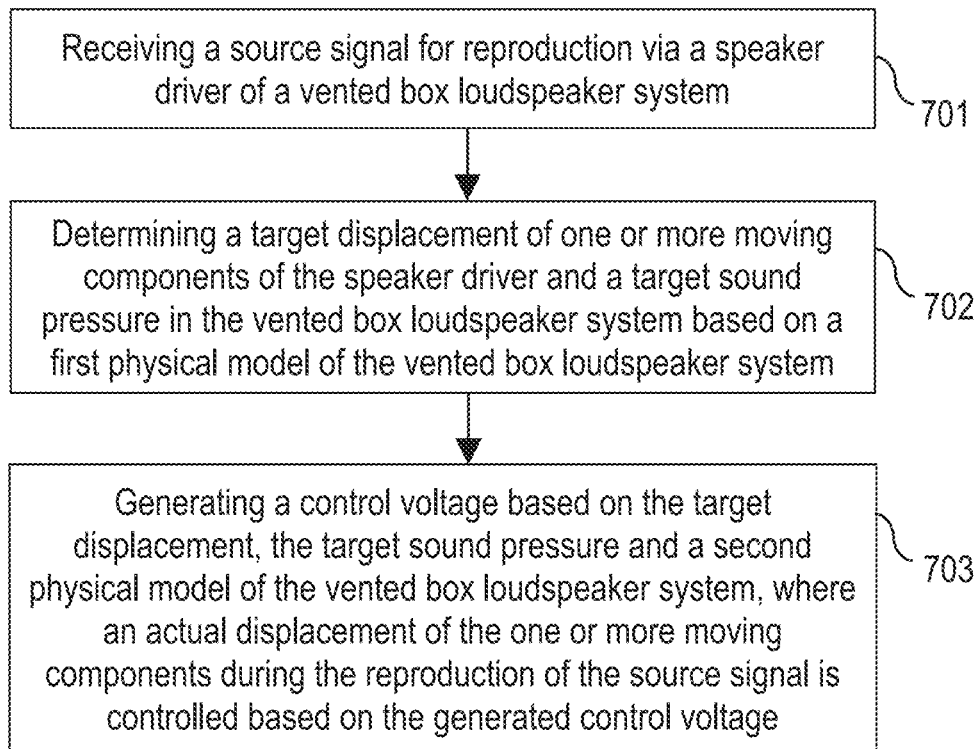 Receiving a source signal for reproduction via a speaker
driver of a vented box loudspeaker system
701
Determining a target displacement of one or more moving
components of the speaker driver and a target sound
pressure in the vented box loudspeaker system based on a
first physical model of the vented box loudspeaker system
702
Generating a control voltage based on the target
displacement, the target sound pressure and a second
physical model of the vented box loudspeaker system, where
an actual displacement of the one or more moving
components during the reproduction of the source signal is
controlled based on the generated control voltage
703